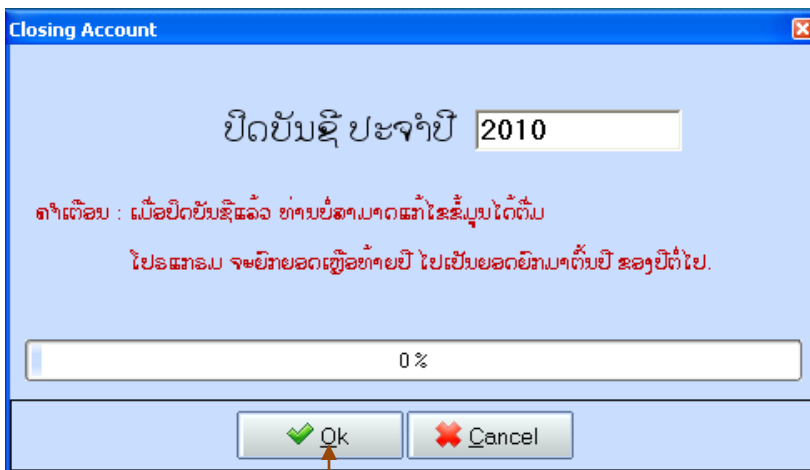 Closing Account
ປິດບັນຊີ ປະຈຳປີ 2010
ຄຳເຕືອນ : ເມື່ອປິດບັນຊີແລ້ວ ທ່ານບໍ່ສາມາດແກ້ໄຂຂໍ້ມູນໄດ້ຕື່ມ
ໂປຣແກຣມ ຈະຍົກຍອດເຫຼືອທ້າຍປີ ໄປເປັນຍອດຍົກມາຕົ້ນປີ ຂອງປີຕໍ່ໄປ.
0 %
Ok Cancel